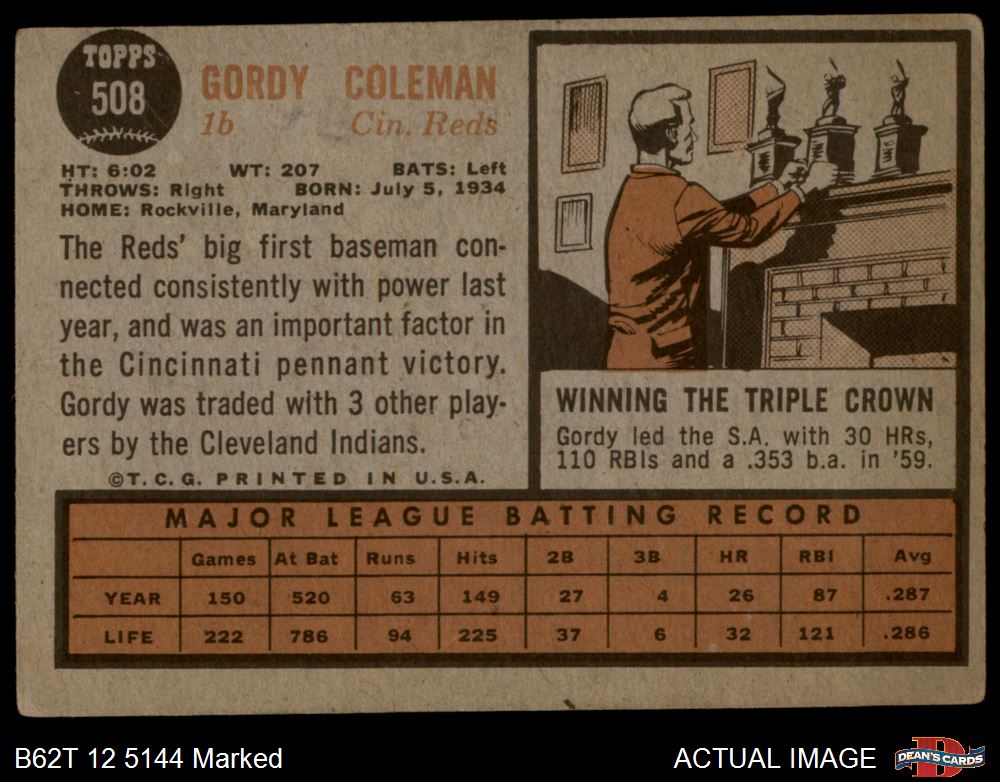 TOPPS
508
GORDY COLEMAN
1b Cin. Reds
HT: 6:02 WT: 207 BATS: Left
THROWS: Right BORN: July 5, 1934
HOME: Rockville, Maryland
The Reds' big first baseman con-
nected consistently with power last
year, and was an important factor in
the Cincinnati pennant victory.
Gordy was traded with 3 other play-
ers by the Cleveland Indians.
©T.C.G. PRINTED IN U.S.A.
WINNING THE TRIPLE CROWN
Gordy led the S.A. with 30 HRs,
110 RBIs and a .353 b.a. in '59.
MAJOR LEAGUE BATTING RECORD
Games At Bat Runs Hits 2B 3B HR RBI Avg
YEAR 150 520 63 149 27 4 26 87 .287
LIFE 222 786 94 225 37 6 32 121 .286
B62T 12 5144 Marked
ACTUAL IMAGE
D
DEAN'S CARDS